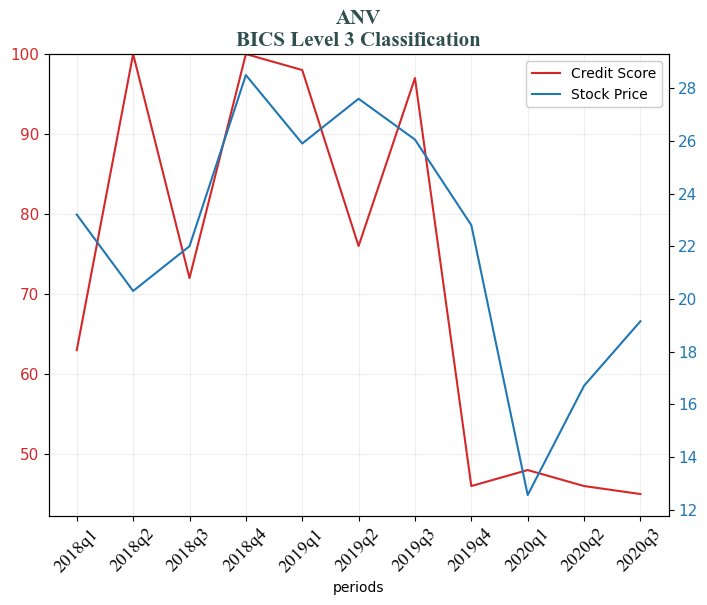 ANV
BICS Level 3 Classification
Credit Score
Stock Price
100
90
80
70
60
50
28
26
24
22
20
18
16
14
12
2018q1
2018q2
2018q3
2018q4
2019q1
2019q2
2019q3
2019q4
2020q1
2020q2
2020q3
periods